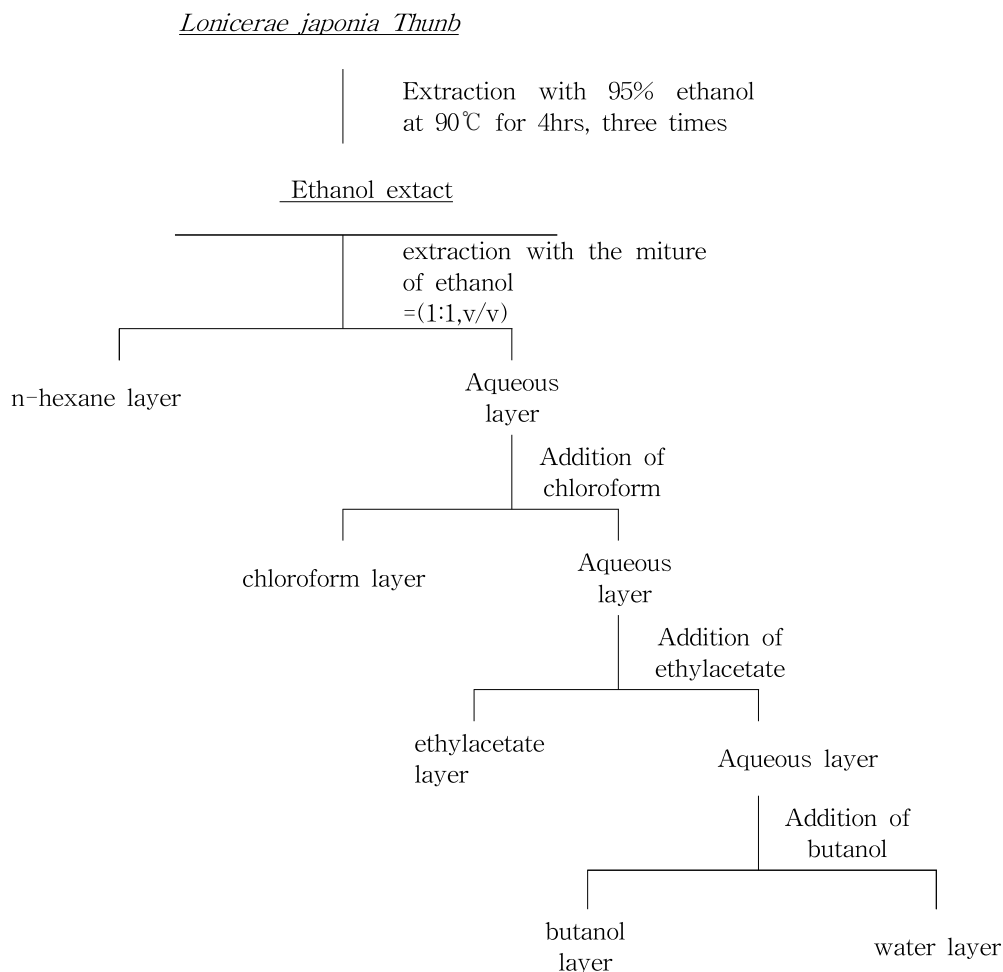 Lonicerae japonia Thunb
Extraction with 95% ethanol
at 90℃ for 4hrs, three times
Ethanol extact
extraction with the miture
of ethanol
=(1:1,v/v)
n-hexane layer
Aqueous
layer
Addition of
chloroform
chloroform layer
Aqueous
layer
Addition of
ethylacetate
ethylacetate
layer
Aqueous layer
Addition of
butanol
butanol
layer
water layer